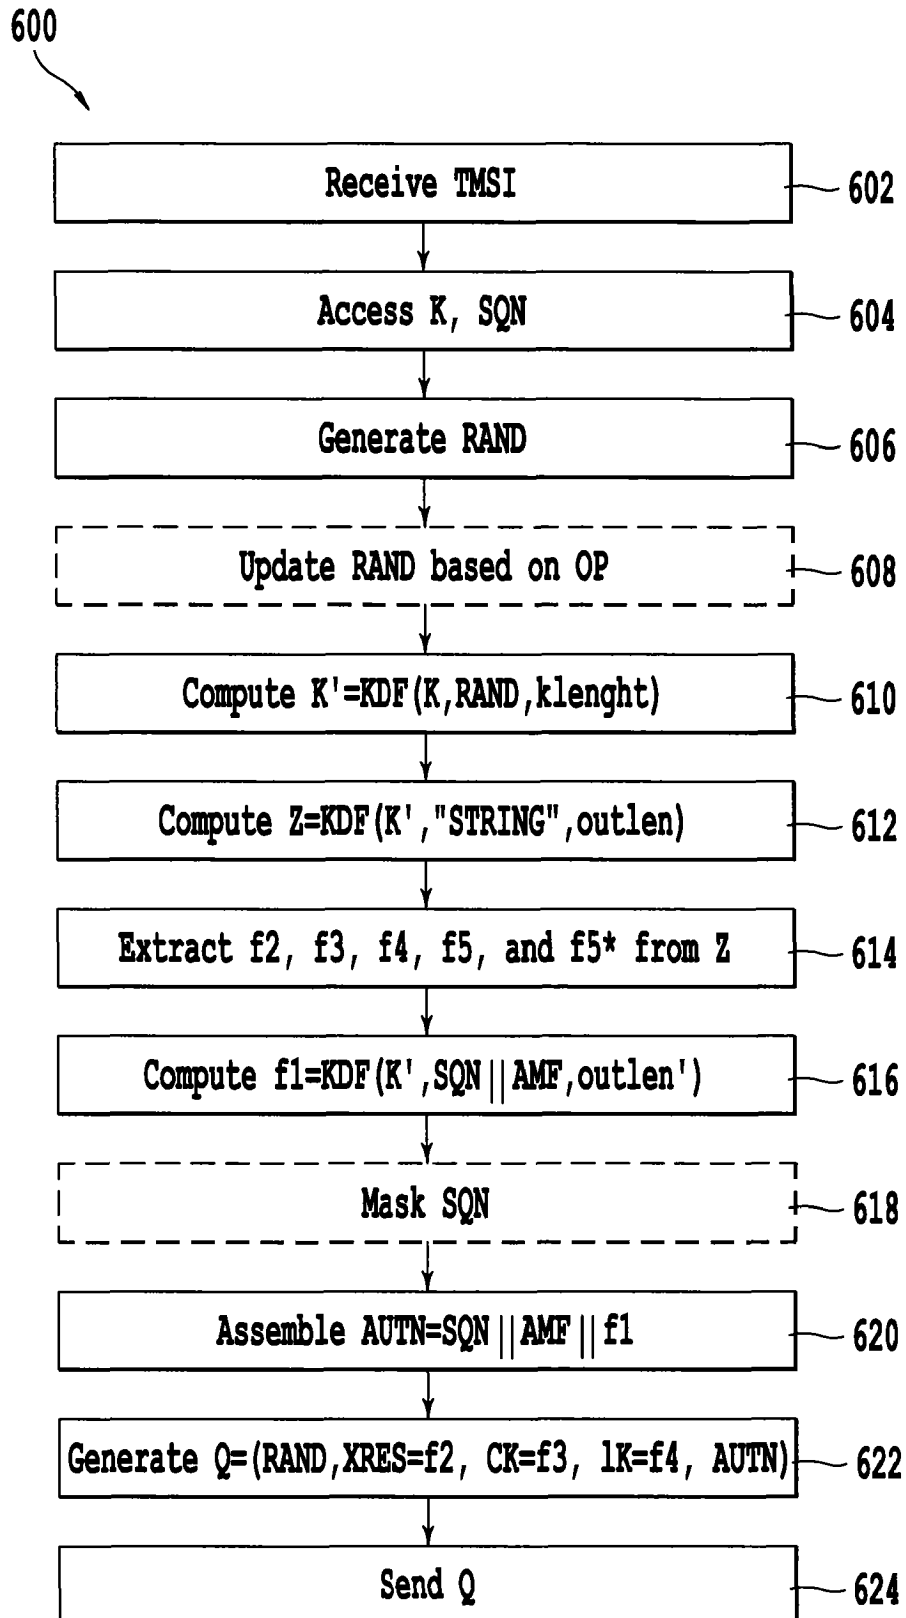 600
Receive TMSI
602
Access K, SQN
604
Generate RAND
606
Update RAND based on OP
608
Compute K'=KDF(K,RAND,klenght)
610
Compute Z=KDF(K',"STRING",outlen)
612
Extract f2, f3, f4, f5, and f5* from Z
614
Compute f1=KDF(K',SQN||AMF,outlen')
616
Mask SQN
618
Assemble AUTN=SQN||AMF||f1
620
Generate Q=(RAND,XRES=f2, CK=f3, lK=f4, AUTN)
622
Send Q
624